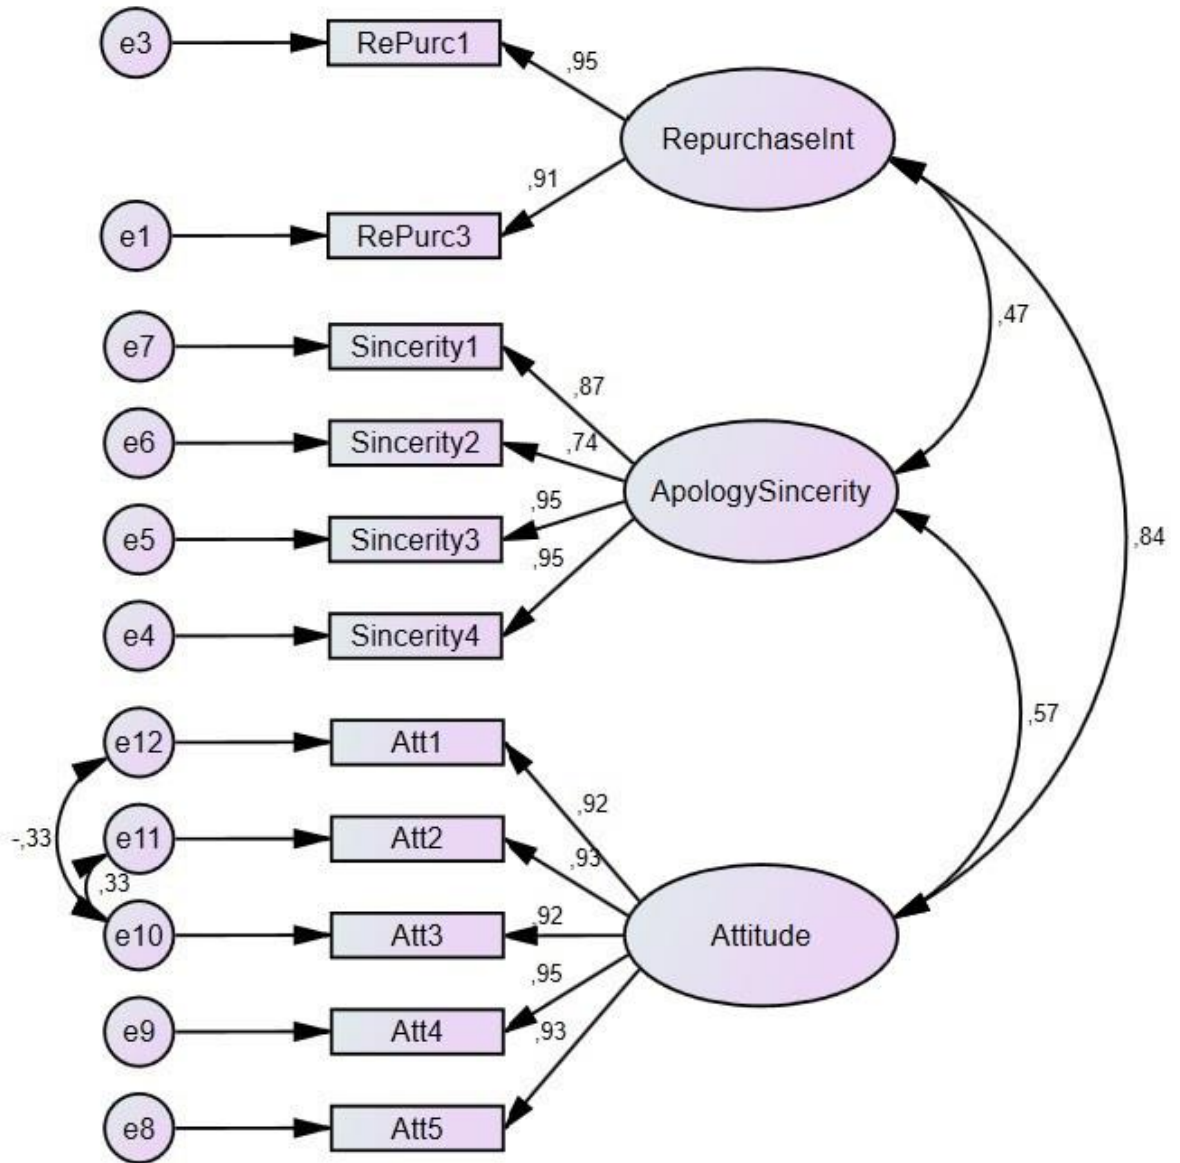 e3
RePurc1
,95
RepurchaseInt
,91
e1
RePurc3
,47
e7
Sincerity1
,87
e6
Sincerity2
,74
ApologySincerity
,95
e5
Sincerity3
,84
,95
e4
Sincerity4
,57
e12
Att1
,92
-,33
e11
Att2
,93
,33
e10
Att3
,92
Attitude
,95
e9
Att4
,93
e8
Att5